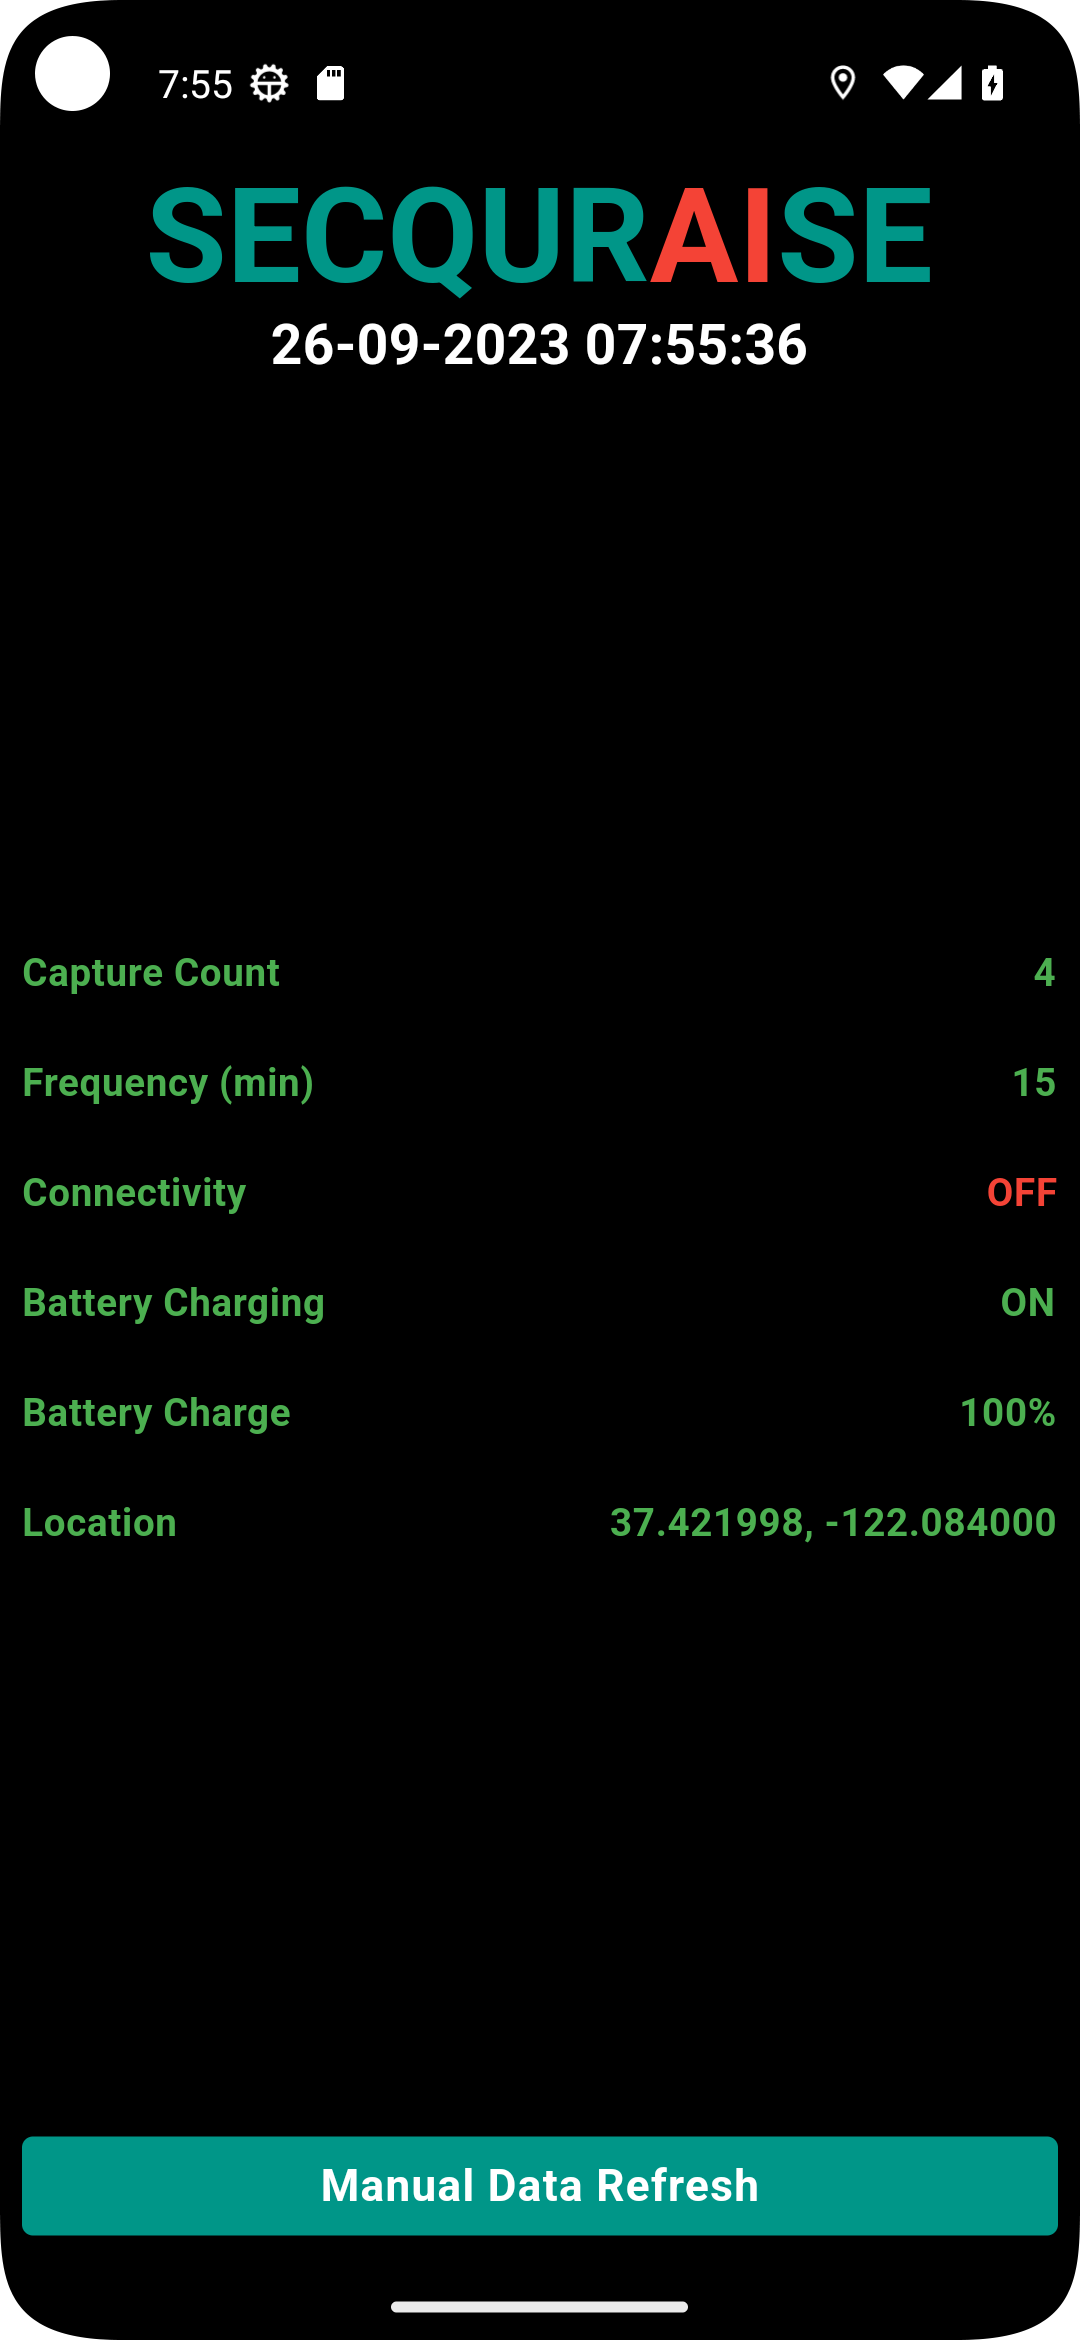 7:55
SECQURAISE
26-09-2023 07:55:36
Capture Count 4
Frequency (min) 15
Connectivity OFF
Battery Charging ON
Battery Charge 100%
Location 37.421998, -122.084000
Manual Data Refresh